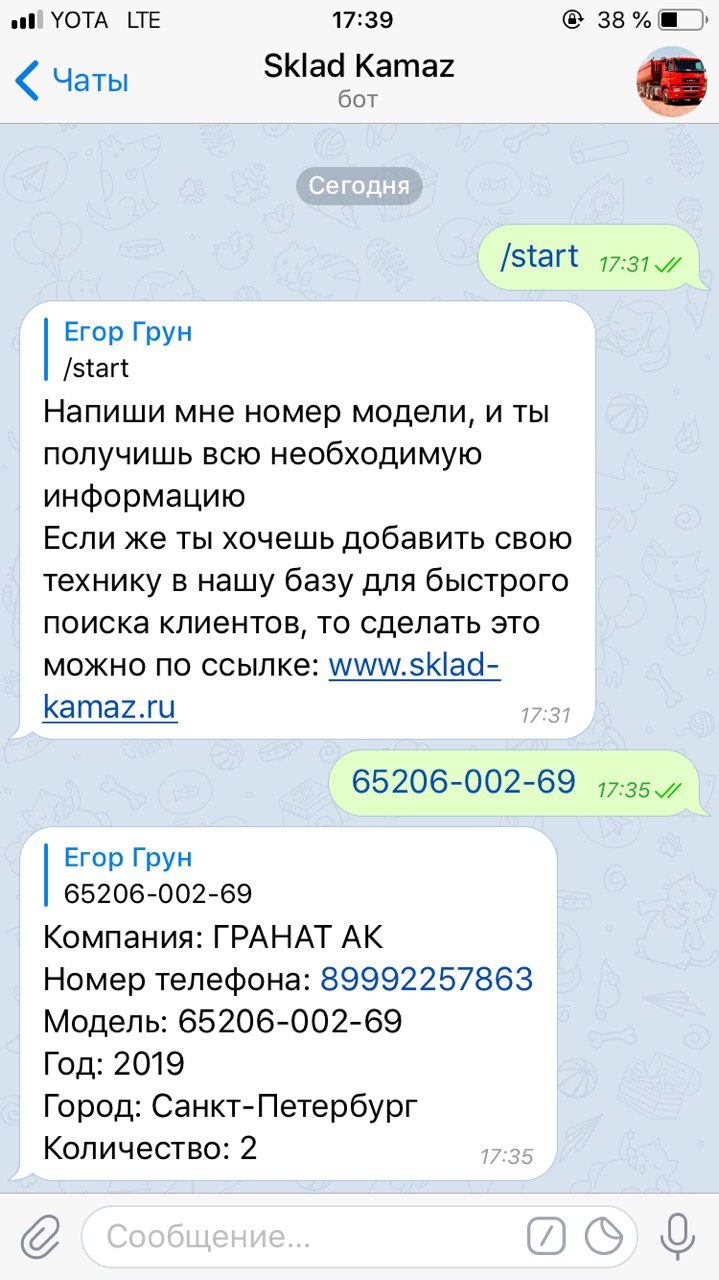 YOTA LTE 17:39 38 %
Чаты
Sklad Kamaz
бот
Сегодня
/start 17:31
Егор Грун
/start
Напиши мне номер модели, и ты
получишь всю необходимую
информацию
Если же ты хочешь добавить свою
технику в нашу базу для быстрого
поиска клиентов, то сделать это
можно по ссылке: www.sklad-
kamaz.ru 17:31
65206-002-69 17:35
Егор Грун
65206-002-69
Компания: ГРАНАТ АК
Номер телефона: 89992257863
Модель: 65206-002-69
Год: 2019
Город: Санкт-Петербург
Количество: 2 17:35
Сообщение...